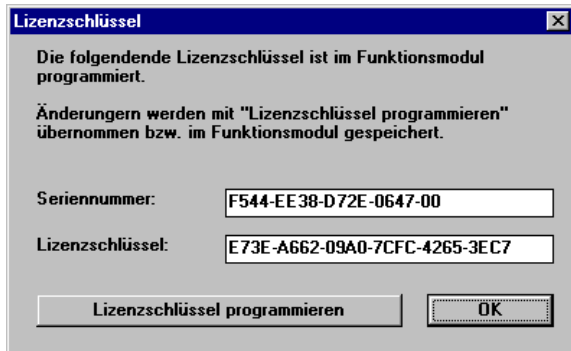 Lizenzschlüssel
Die folgendende Lizenzschlüssel ist im Funktionsmodul
programmiert.
Änderungern werden mit "Lizenzschlüssel programmieren"
übernommen bzw. im Funktionsmodul gespeichert.
Seriennummer: F544-EE38-D72E-0647-00
Lizenzschlüssel: E73E-A662-09A0-7CFC-4265-3EC7
Lizenzschlüssel programmieren OK